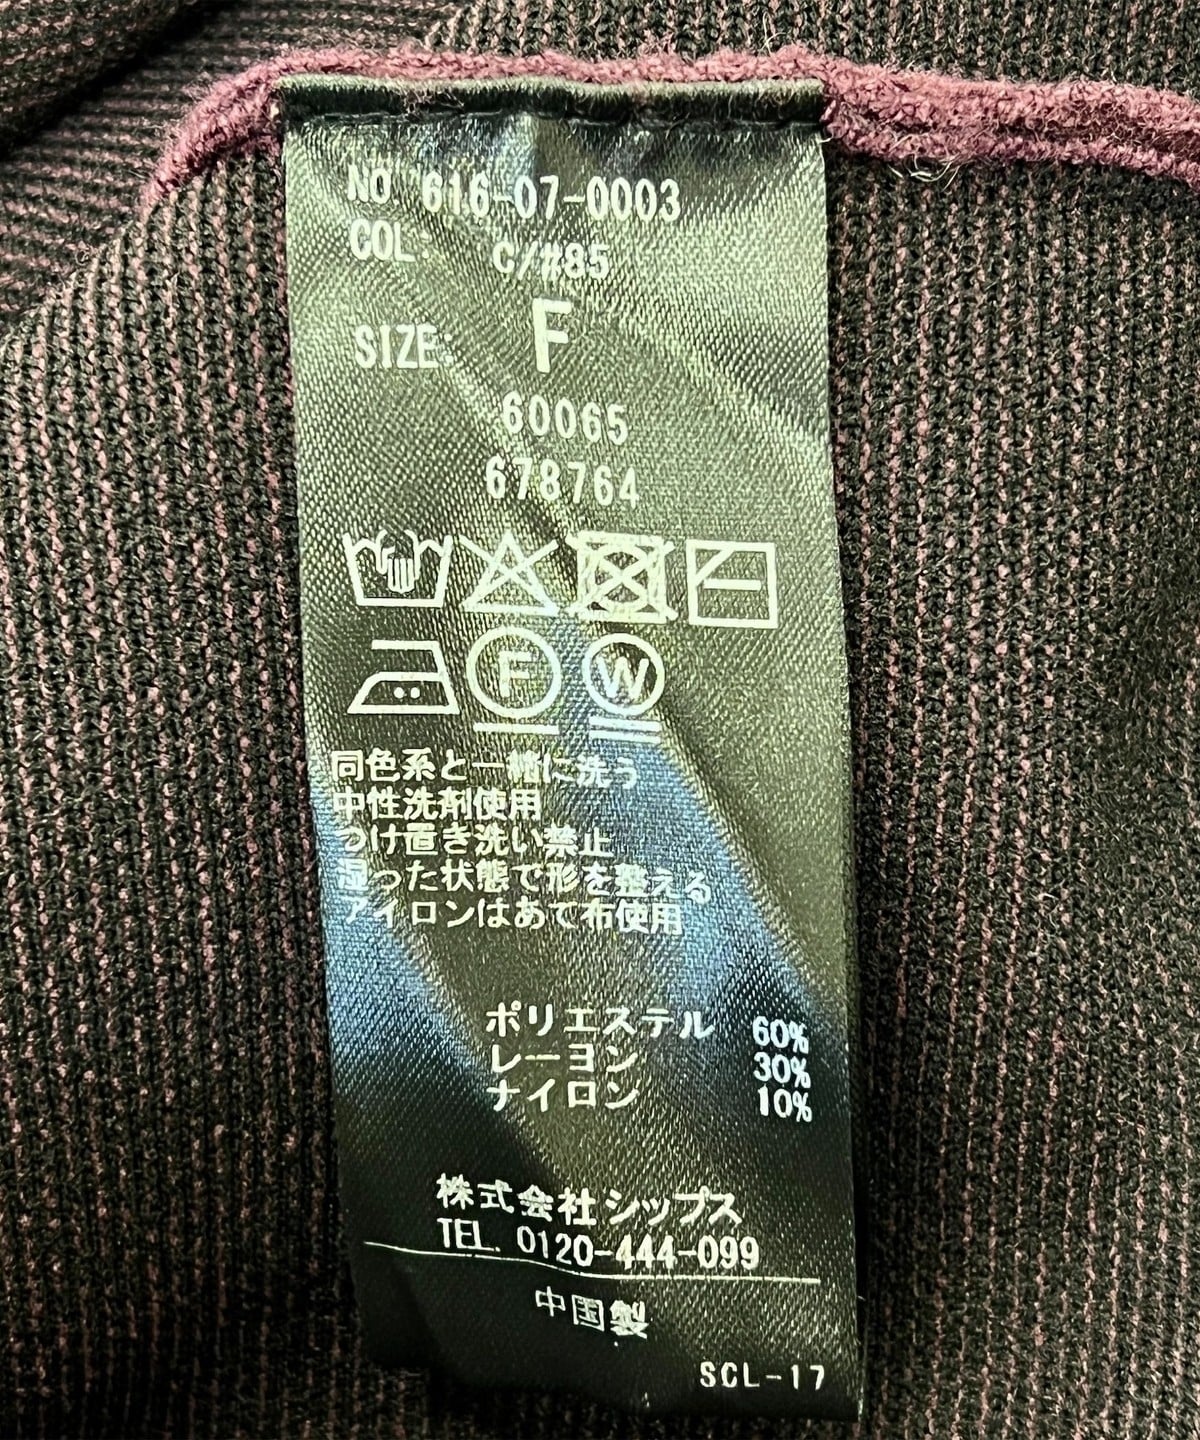 NO 616-07-0003
COL: C/#85
SIZE: F
60065
678764
F W
同色系と一緒に洗う
中性洗剤使用
つけ置き洗い禁止
湿った状態で形を整える
アイロンはあて布使用
ポリエステル 60%
レーヨン 30%
ナイロン 10%
株式会社シップス
TEL. 0120-444-099
中国製
SCL-17